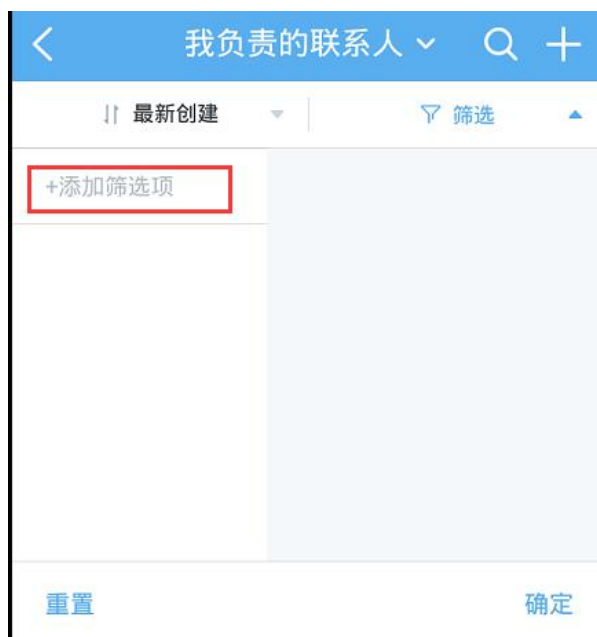 我负责的联系人
最新创建 筛选
+添加筛选项
重置 确定